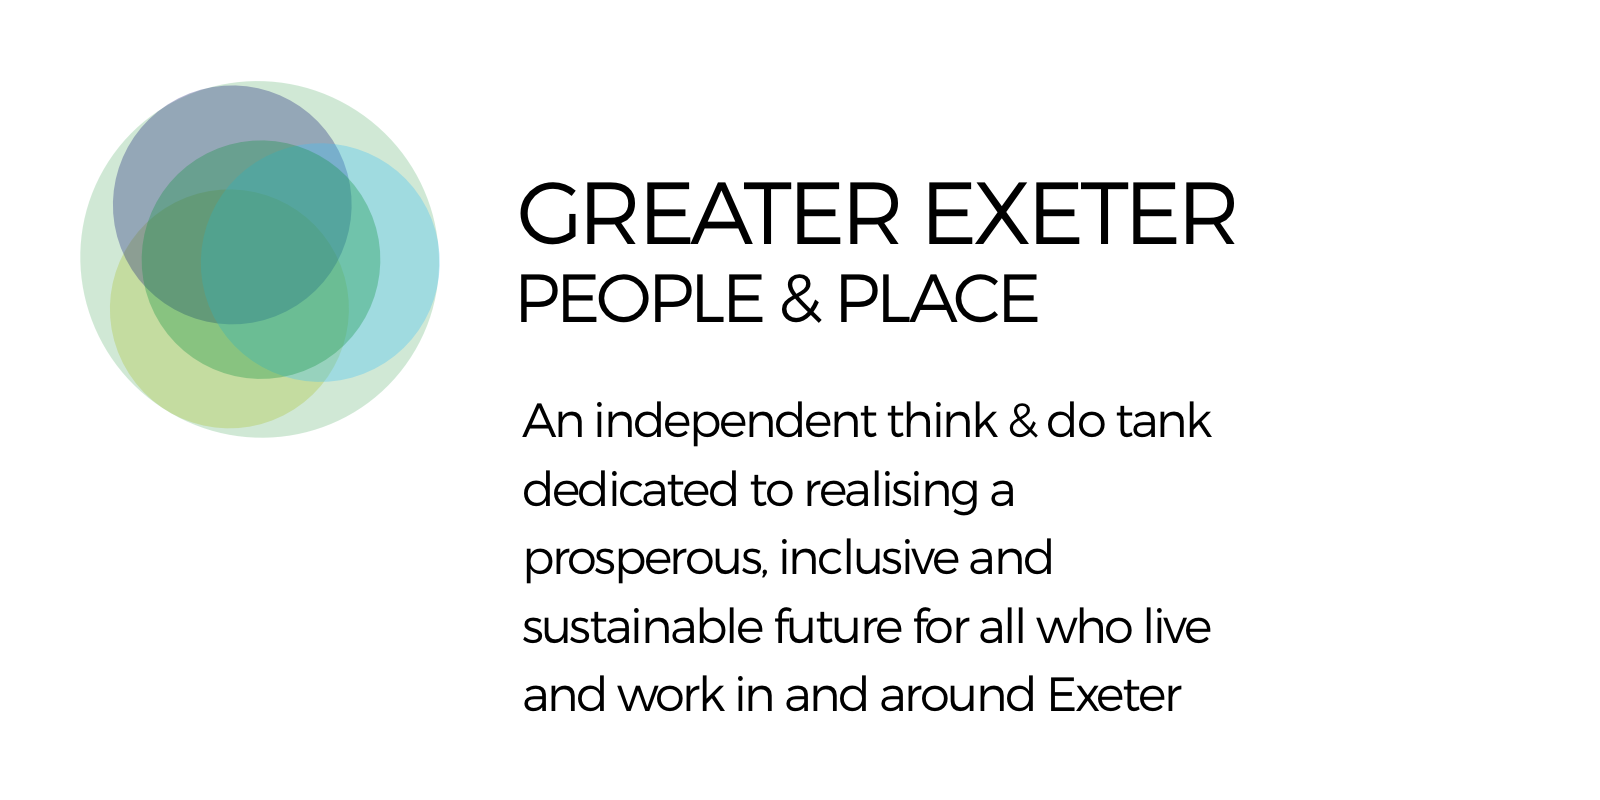 GREATER EXETER
PEOPLE & PLACE
An independent think & do tank
dedicated to realising a
prosperous, inclusive and
sustainable future for all who live
and work in and around Exeter